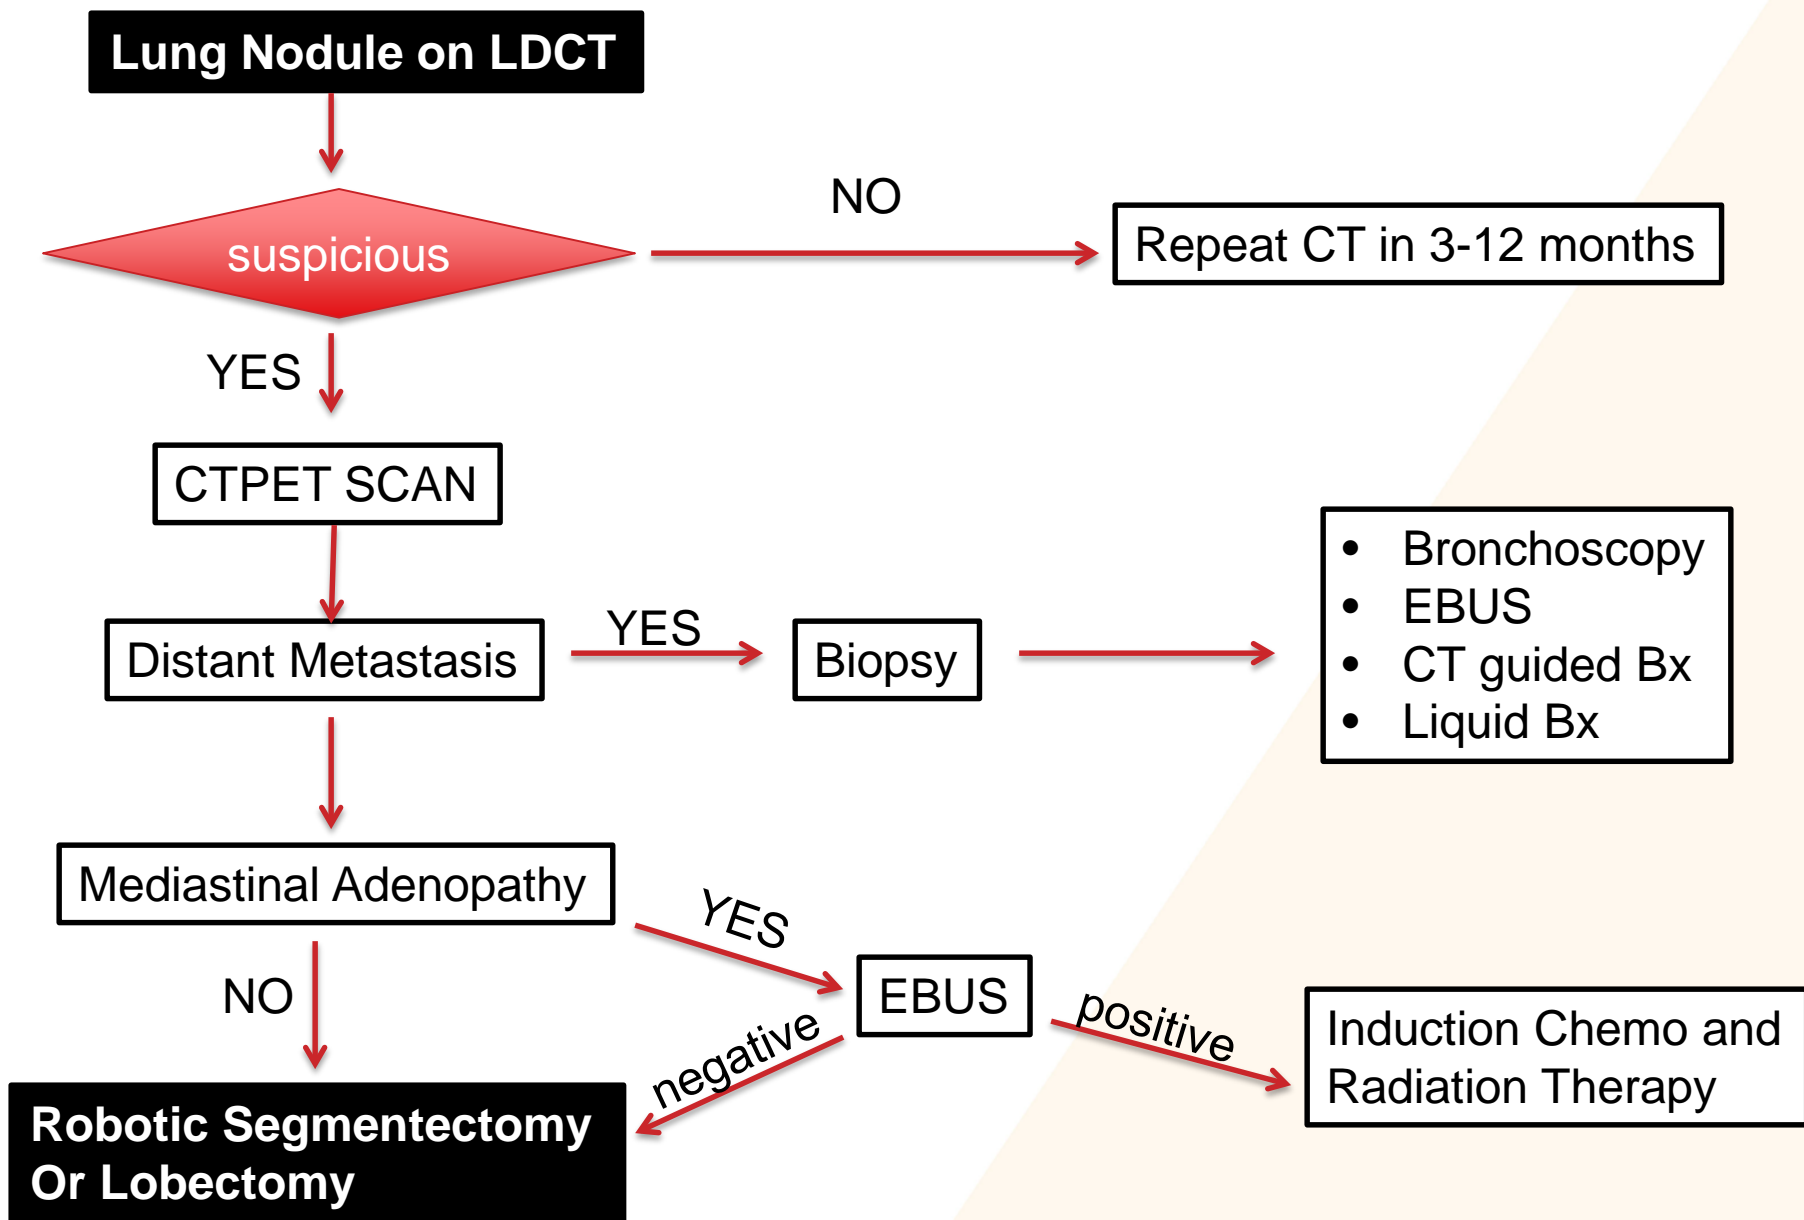 Lung Nodule on LDCT
suspicious
NO
Repeat CT in 3-12 months
YES
CTPET SCAN
Distant Metastasis
YES
Biopsy
• Bronchoscopy
• EBUS
• CT guided Bx
• Liquid Bx
Mediastinal Adenopathy
YES
NO
EBUS
negative
positive
Induction Chemo and
Radiation Therapy
Robotic Segmentectomy
Or Lobectomy